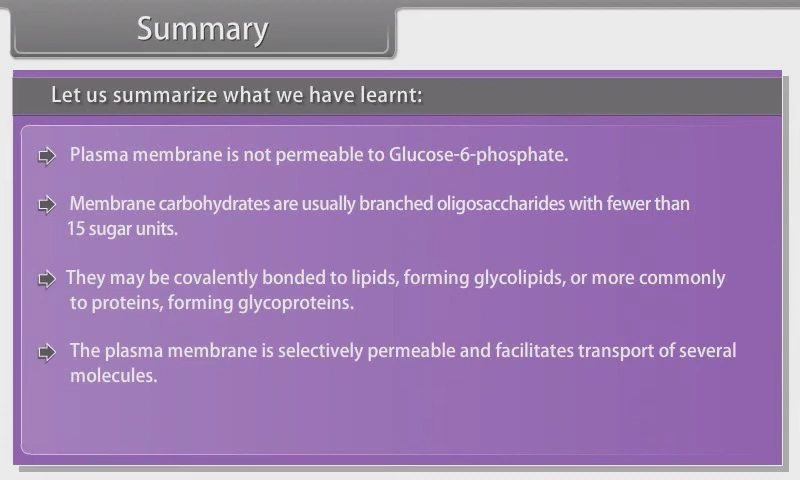 Summary
Let us summarize what we have learnt:
Plasma membrane is not permeable to Glucose-6-phosphate.
Membrane carbohydrates are usually branched oligosaccharides with fewer than
15 sugar units.
They may be covalently bonded to lipids, forming glycolipids, or more commonly
to proteins, forming glycoproteins.
The plasma membrane is selectively permeable and facilitates transport of several
molecules.